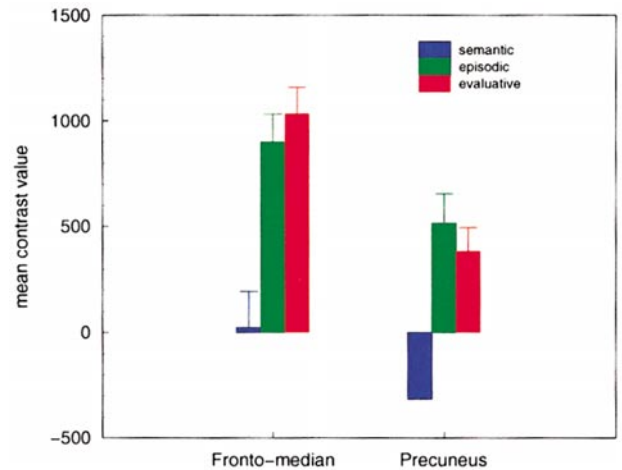 1500
1000
500
0
−500
mean contrast value
semantic
episodic
evaluative
Fronto−median
Precuneus